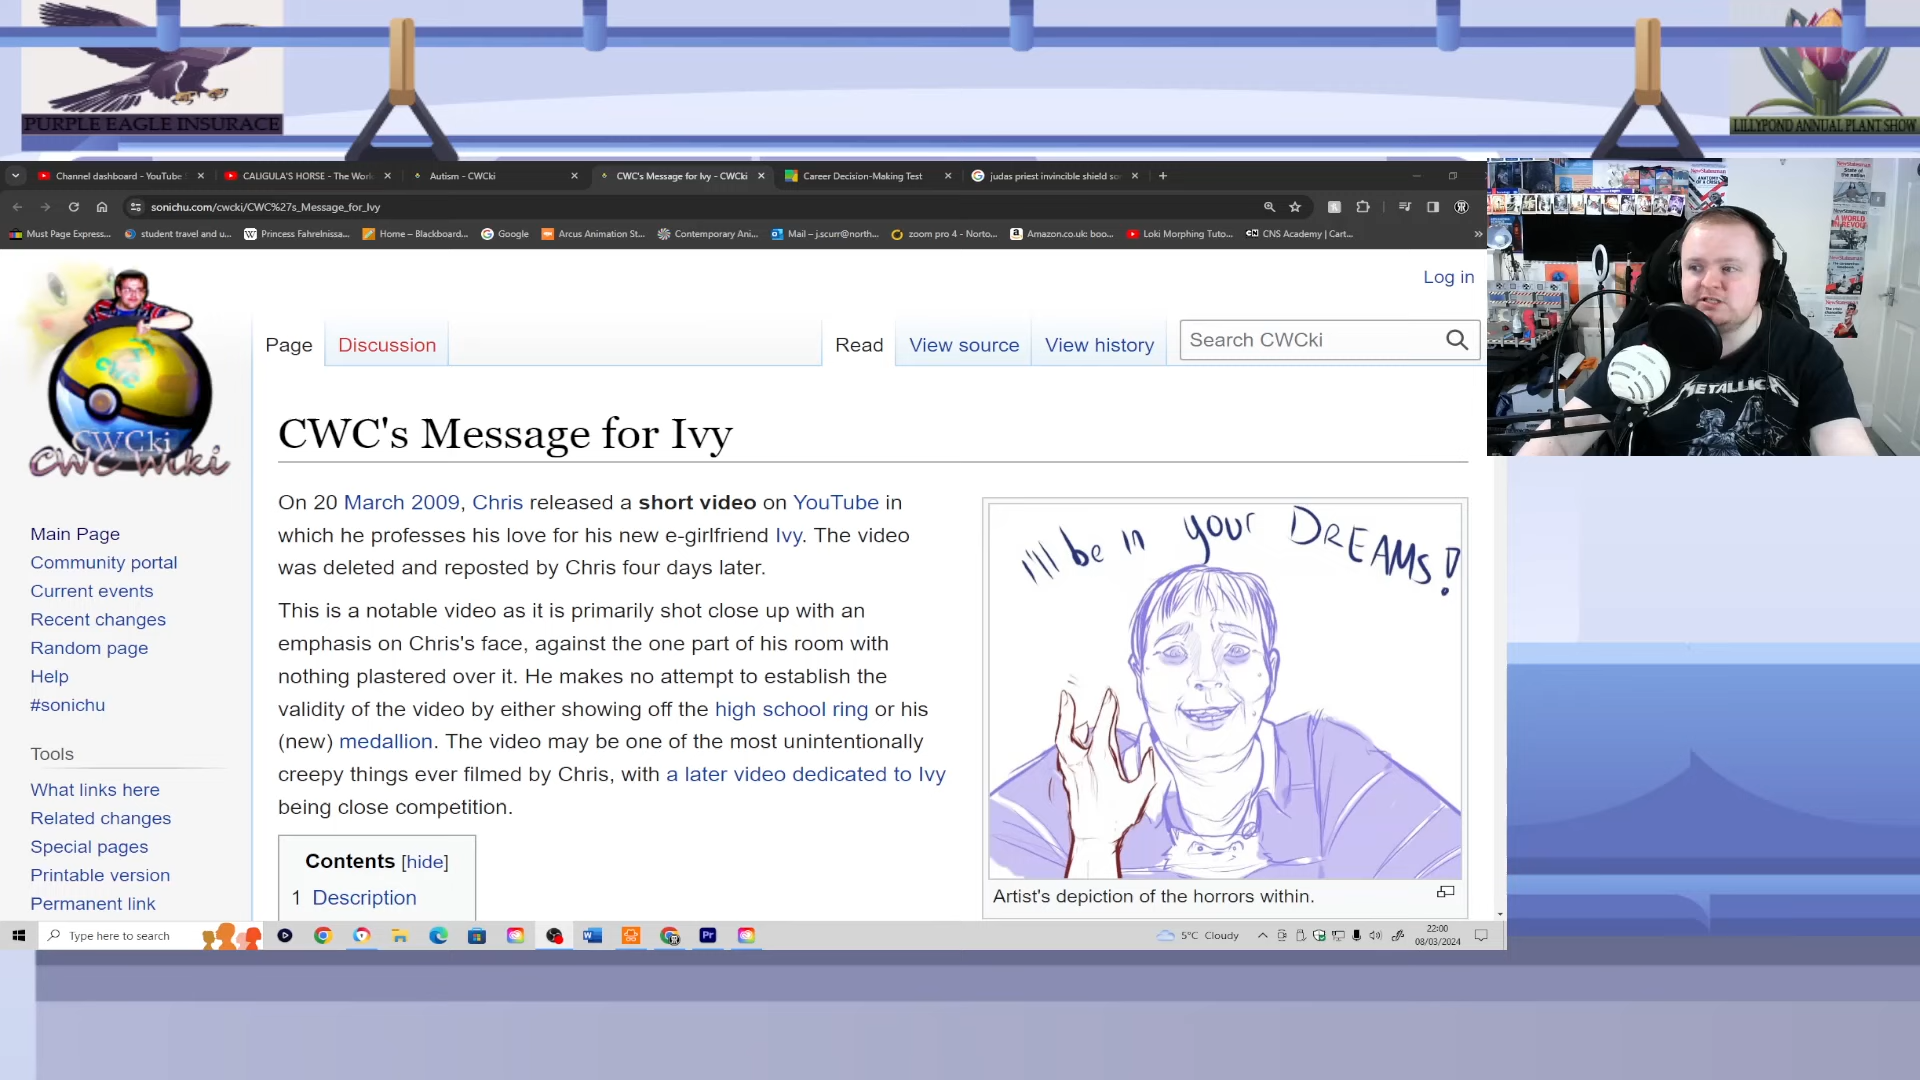 PURPLE EAGLE INSURACE
LILLYPOND ANNUAL PLANT SHOW
Channel dashboard - YouTube
CALIGULA'S HORSE - The Worl
Autism - CWCki
CWC's Message for Ivy - CWCki
Career Decision-Making Test
judas priest invincible shield so
sonichu.com/cwcki/CWC%27s_Message_for_Ivy
Must Page Express...
student travel and u...
Princess Fahrelnissa...
Home – Blackboard...
Google
Arcus Animation St...
Contemporary Ani...
Mail – j.scurr@north...
zoom pro 4 - Norto...
Amazon.co.uk: boo...
Loki Morphing Tuto...
CNS Academy | Cart...
Log in
Page
Discussion
Read
View source
View history
Search CWCki
CWCki
CWC Wiki
CWC's Message for Ivy
On 20 March 2009, Chris released a short video on YouTube in
which he professes his love for his new e-girlfriend Ivy. The video
was deleted and reposted by Chris four days later.
This is a notable video as it is primarily shot close up with an
emphasis on Chris's face, against the one part of his room with
nothing plastered over it. He makes no attempt to establish the
validity of the video by either showing off the high school ring or his
(new) medallion. The video may be one of the most unintentionally
creepy things ever filmed by Chris, with a later video dedicated to Ivy
being close competition.
Contents [hide]
1 Description
I'll be in your DREAMS!
Artist's depiction of the horrors within.
Main Page
Community portal
Current events
Recent changes
Random page
Help
#sonichu
Tools
What links here
Related changes
Special pages
Printable version
Permanent link
METALLICA
Type here to search
5°C Cloudy
22:00
08/03/2024